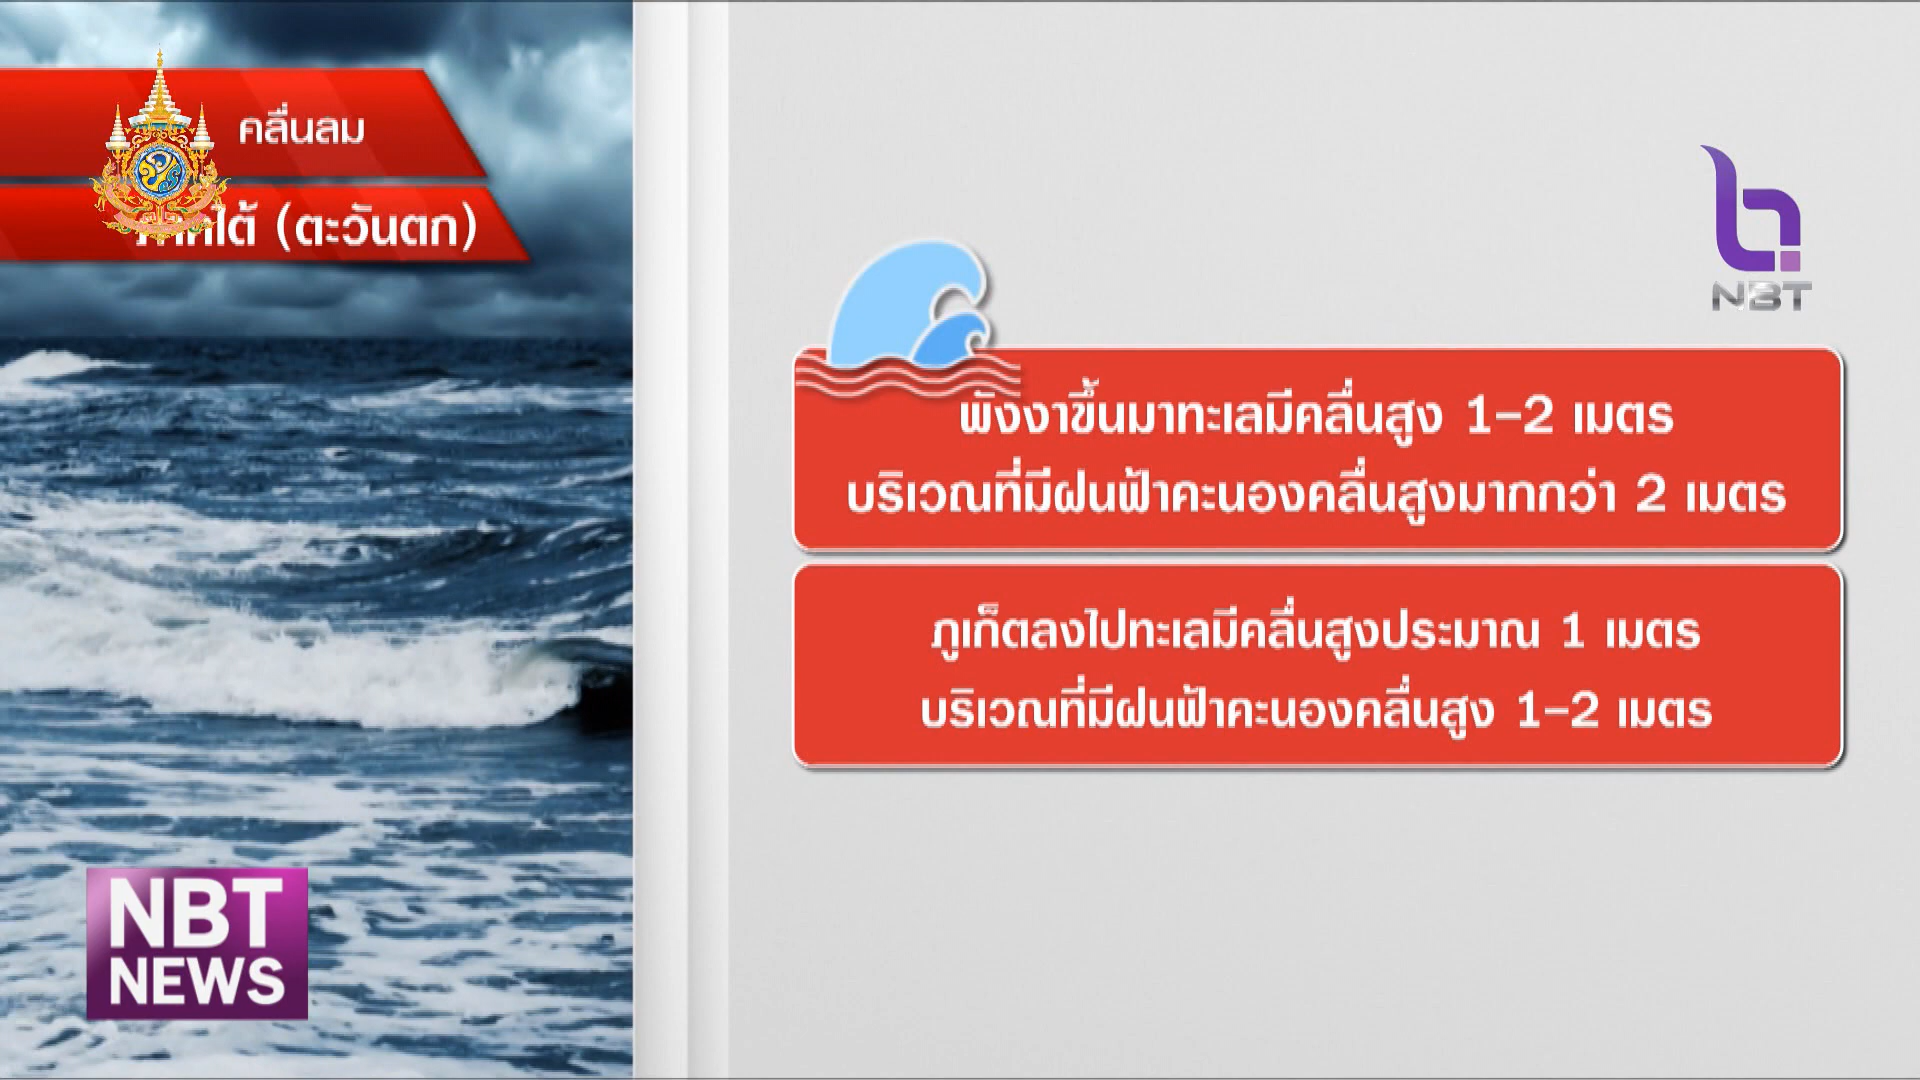 คลื่นลม
ภาคใต้ (ตะวันตก)
NBT
พังงาขึ้นมาทะเลมีคลื่นสูง 1-2 เมตร
บริเวณที่มีฝนฟ้าคะนองคลื่นสูงมากกว่า 2 เมตร
ภูเก็ตลงไปทะเลมีคลื่นสูงประมาณ 1 เมตร
บริเวณที่มีฝนฟ้าคะนองคลื่นสูง 1-2 เมตร
NBT
NEWS